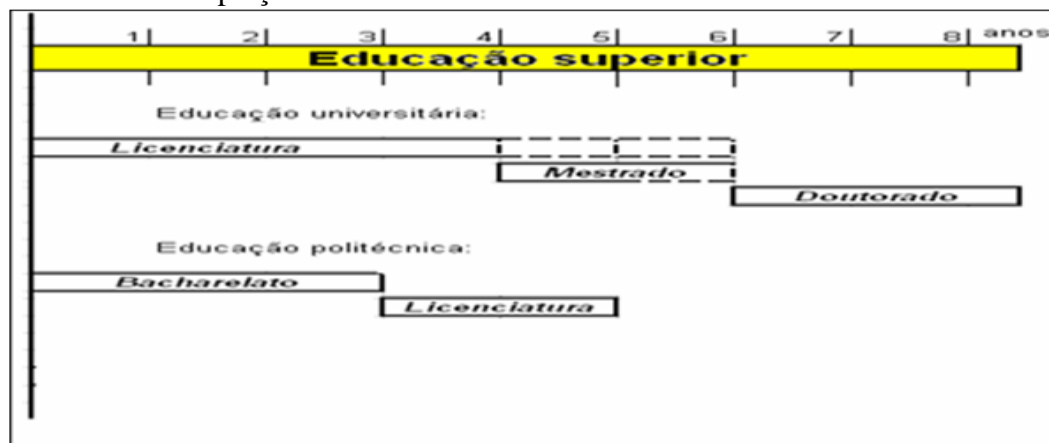 1 2 3 4 5 6 7 8 anos
Educação superior
Educação universitária:
Licenciatura
Mestrado
Doutorado
Educação politécnica:
Bacharelato
Licenciatura